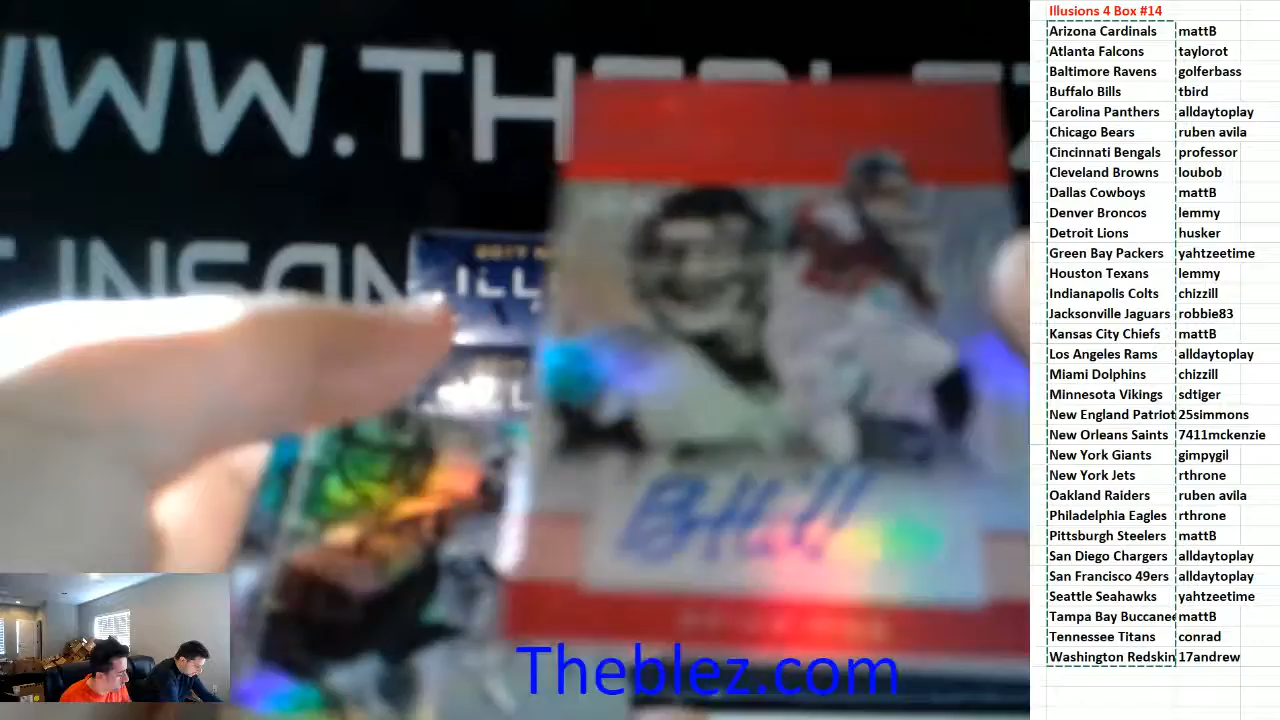 WWW.THEBLEZ
T INSAN
2017
ILL
Theblez.com
Illusions 4 Box #14
Arizona Cardinals mattB
Atlanta Falcons taylorot
Baltimore Ravens golferbass
Buffalo Bills tbird
Carolina Panthers alldaytoplay
Chicago Bears ruben avila
Cincinnati Bengals professor
Cleveland Browns loubob
Dallas Cowboys mattB
Denver Broncos lemmy
Detroit Lions husker
Green Bay Packers yahtzeetime
Houston Texans lemmy
Indianapolis Colts chizzill
Jacksonville Jaguars robbie83
Kansas City Chiefs mattB
Los Angeles Rams alldaytoplay
Miami Dolphins chizzill
Minnesota Vikings sdtiger
New England Patriot 25simmons
New Orleans Saints 7411mckenzie
New York Giants gimpygil
New York Jets rthrone
Oakland Raiders ruben avila
Philadelphia Eagles rthrone
Pittsburgh Steelers mattB
San Diego Chargers alldaytoplay
San Francisco 49ers alldaytoplay
Seattle Seahawks yahtzeetime
Tampa Bay Buccanee mattB
Tennessee Titans conrad
Washington Redskin 17andrew